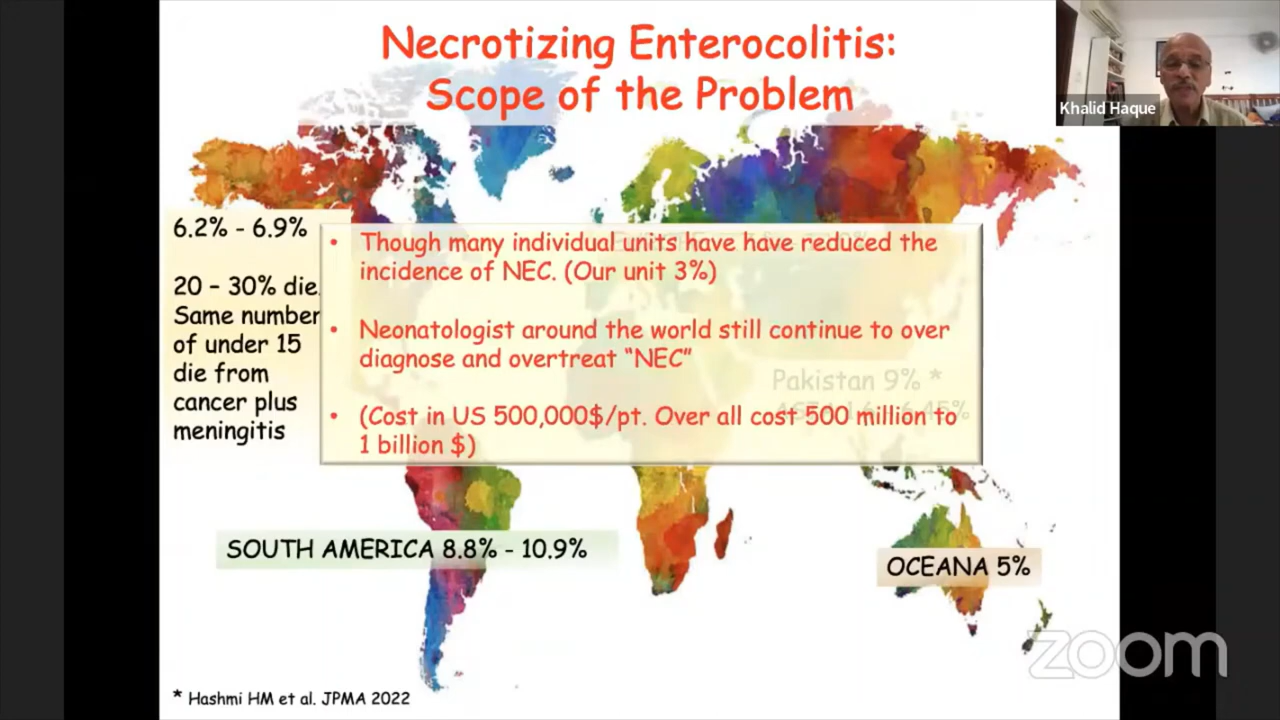 Necrotizing Enterocolitis:
Scope of the Problem
Khalid Haque
6.2% - 6.9%
20 – 30% die.
Same number
of under 15
die from
cancer plus
meningitis
• Though many individual units have have reduced the
incidence of NEC. (Our unit 3%)
• Neonatologist around the world still continue to over
diagnose and overtreat “NEC”
• (Cost in US 500,000$/pt. Over all cost 500 million to
1 billion $)
Pakistan 9% *
SOUTH AMERICA 8.8% - 10.9%
OCEANA 5%
* Hashmi HM et al. JPMA 2022
zoom